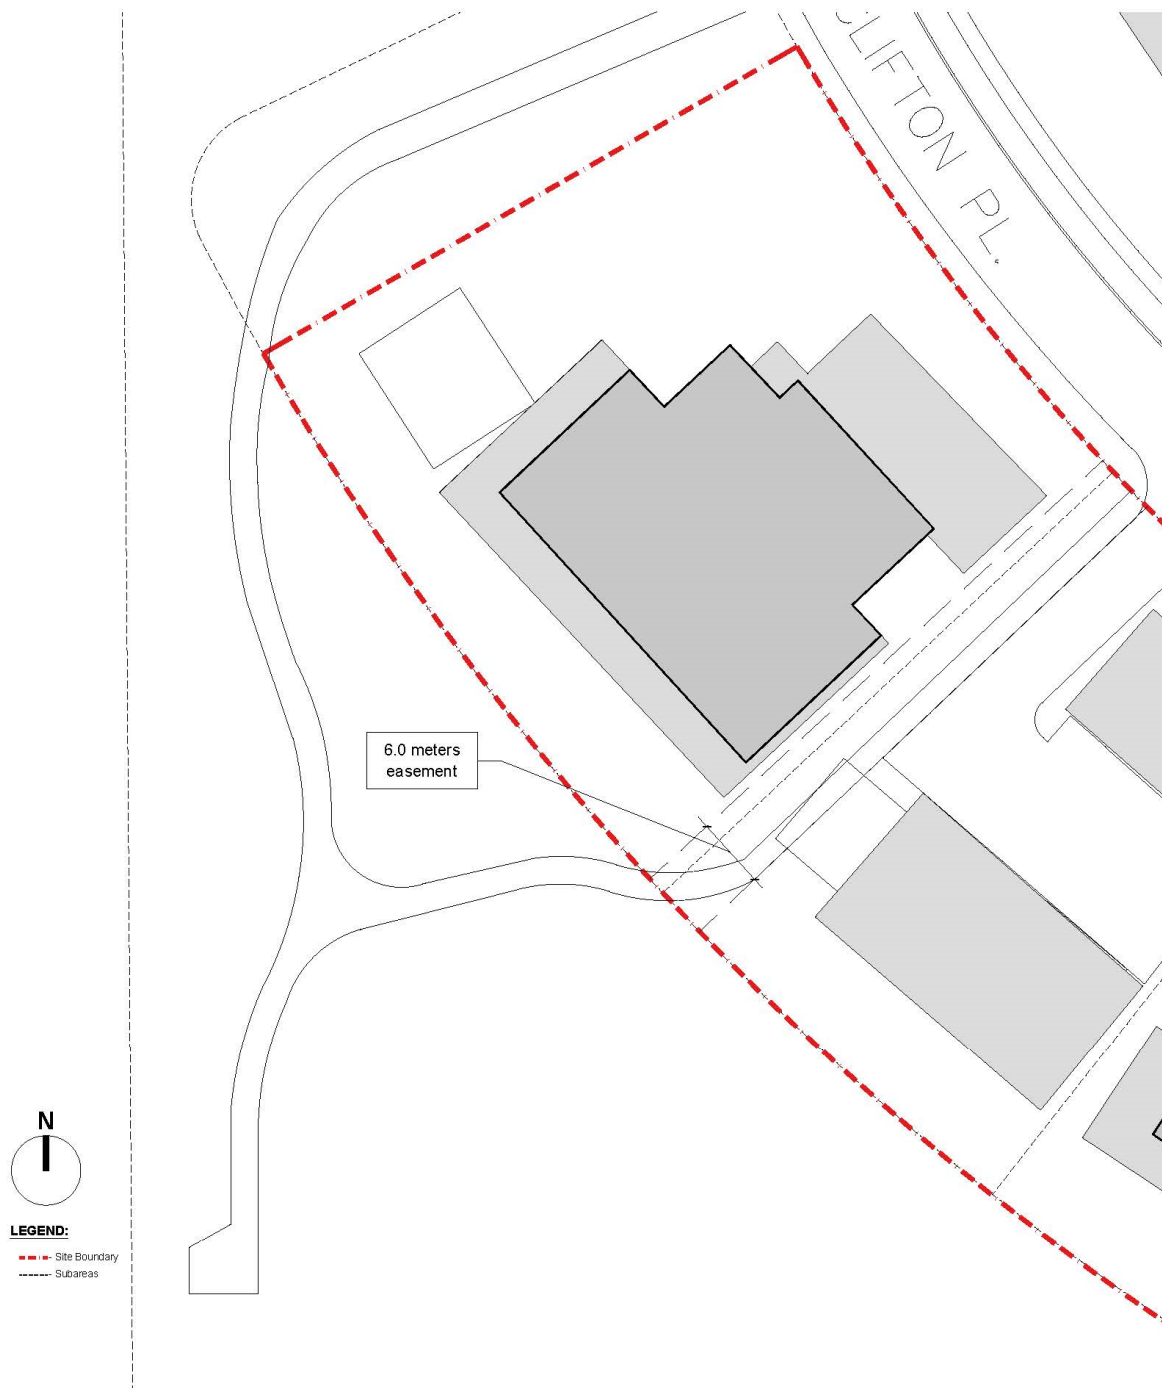 CLIFTON PL.
6.0 meters
easement
N
LEGEND:
Site Boundary
Subareas